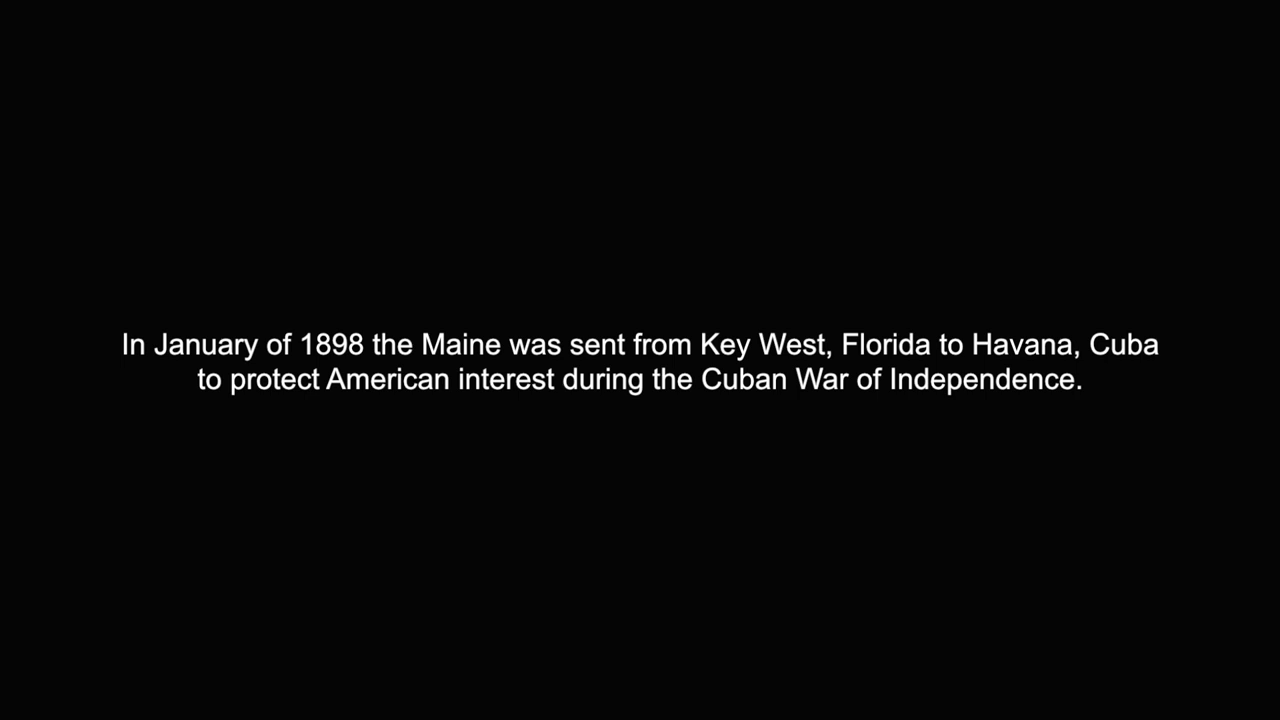 In January of 1898 the Maine was sent from Key West, Florida to Havana, Cuba
to protect American interest during the Cuban War of Independence.